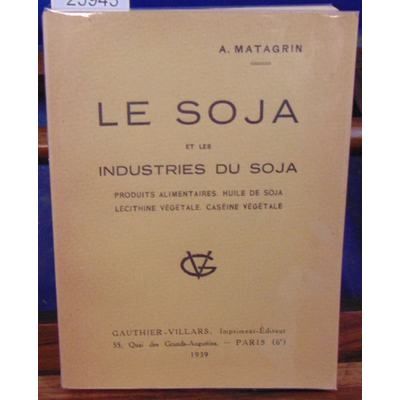 A. MATAGRIN
LE SOJA
ET LES
INDUSTRIES DU SOJA
PRODUITS ALIMENTAIRES. HUILE DE SOJA
LECITHINE VÉGÉTALE. CASÉINE VÉGÉTALE
GV
GAUTHIER-VILLARS, Imprimeur-Éditeur
55, Quai des Grands-Augustins. — PARIS (6ᵉ)
1939